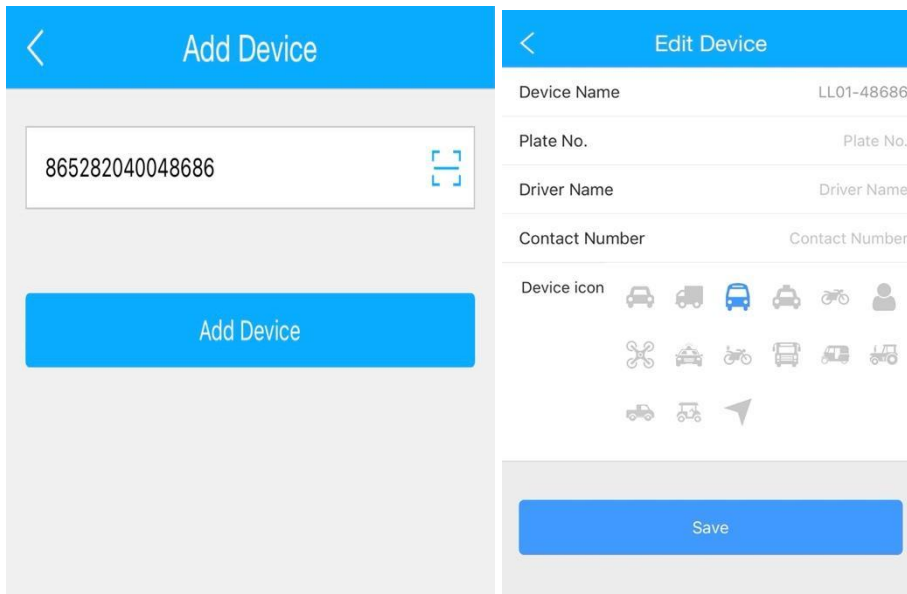 Add Device
865282040048686
Add Device
Edit Device
Device Name LL01-48686
Plate No. Plate No.
Driver Name Driver Name
Contact Number Contact Number
Device icon
Save